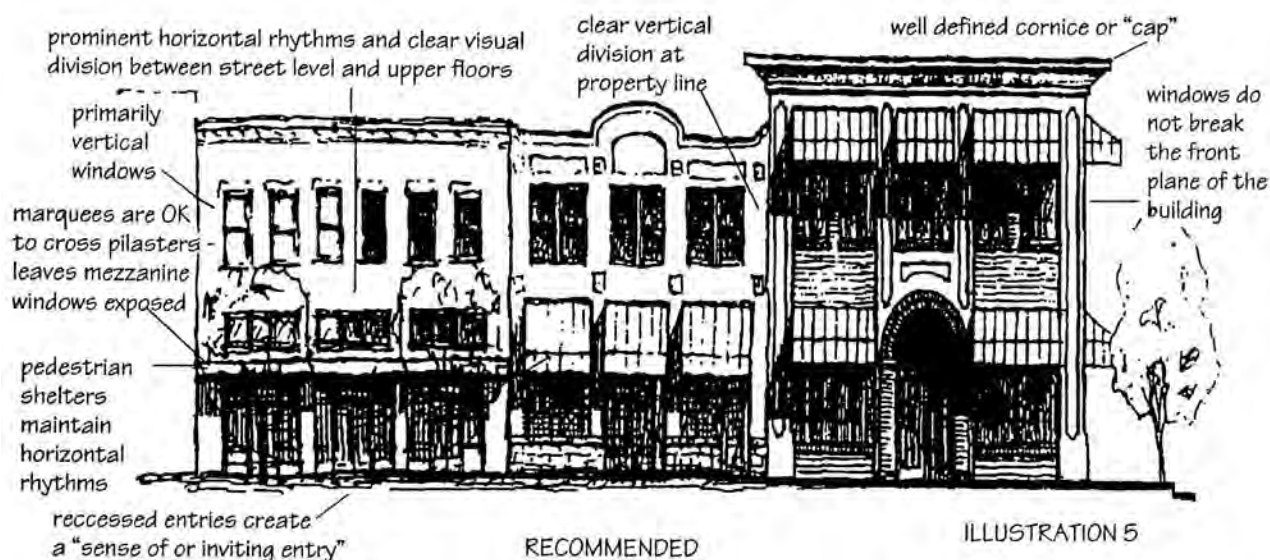 prominent horizontal rhythms and clear visual
division between street level and upper floors
clear vertical
division at
property line
well defined cornice or “cap”
primarily
vertical
windows
windows do
not break
the front
plane of the
building
marquees are OK
to cross pilasters
leaves mezzanine
windows exposed
pedestrian
shelters
maintain
horizontal
rhythms
reccessed entries create
a “sense of or inviting entry”
RECOMMENDED
ILLUSTRATION 5